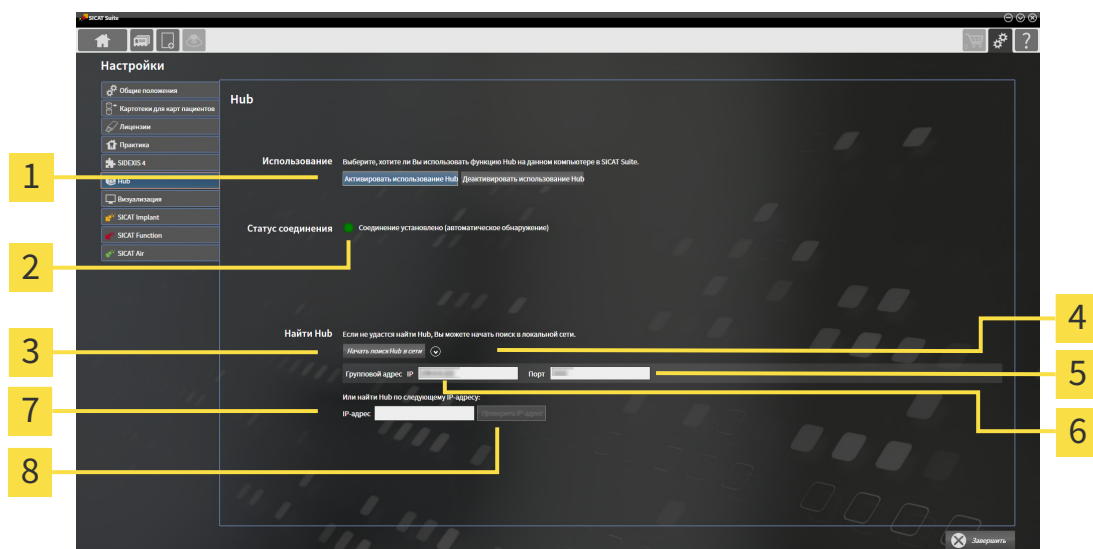 SICAT Suite
?
Настройки
Общие положения
Картотеки для карт пациентов
Лицензии
Практика
SIDEXIS 4
Hub
Визуализация
SICAT Implant
SICAT Function
SICAT Air
Hub
Использование Выберите, хотите ли Вы использовать функцию Hub на данном компьютере в SICAT Suite.
Активировать использование Hub Деактивировать использование Hub
Статус соединения Соединение установлено (автоматическое обнаружение)
Найти Hub Если не удастся найти Hub, Вы можете начать поиск в локальной сети.
Начать поиск Hub в сети
Групповой адрес IP Порт
Или найти Hub по следующему IP-адресу:
IP-адрес Проверить IP-адрес
Завершить
1
2
3
4
5
6
7
8